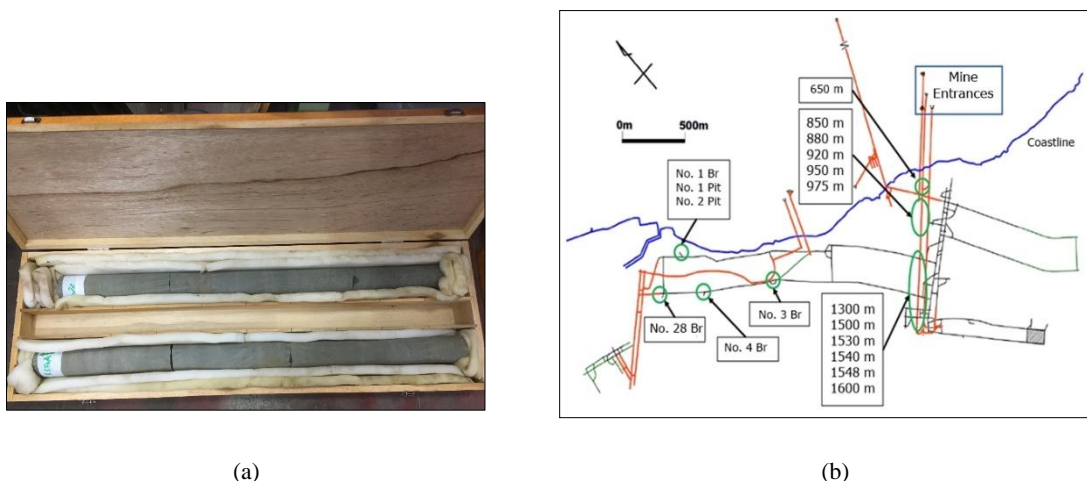 650 m
Mine
Entrances
850 m
880 m
920 m
950 m
975 m
0m 500m
Coastline
No. 1 Br
No. 1 Pit
No. 2 Pit
No. 3 Br
No. 28 Br
No. 4 Br
1300 m
1500 m
1530 m
1540 m
1548 m
1600 m
(a)
(b)